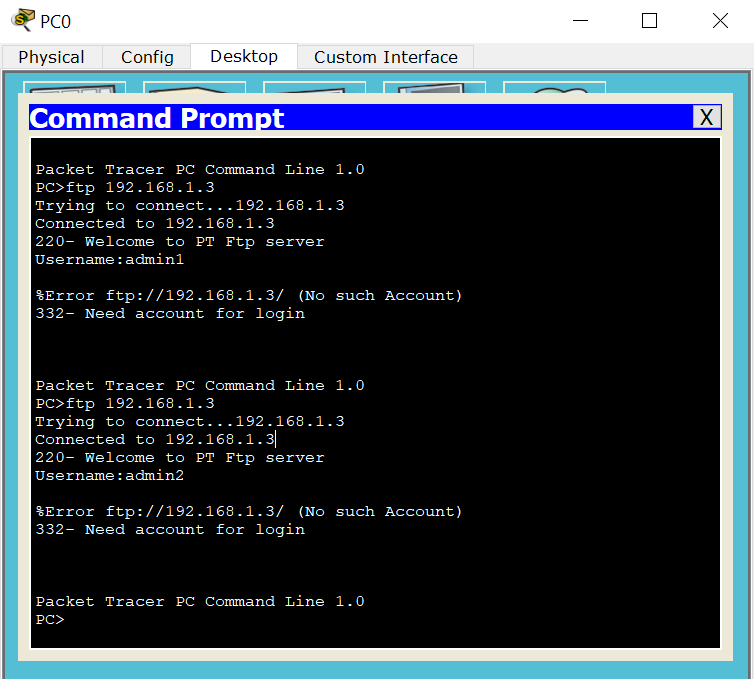 PC0
Physical Config Desktop Custom Interface
Command Prompt X
Packet Tracer PC Command Line 1.0
PC>ftp 192.168.1.3
Trying to connect...192.168.1.3
Connected to 192.168.1.3
220- Welcome to PT Ftp server
Username:admin1
%Error ftp://192.168.1.3/ (No such Account)
332- Need account for login
Packet Tracer PC Command Line 1.0
PC>ftp 192.168.1.3
Trying to connect...192.168.1.3
Connected to 192.168.1.3
220- Welcome to PT Ftp server
Username:admin2
%Error ftp://192.168.1.3/ (No such Account)
332- Need account for login
Packet Tracer PC Command Line 1.0
PC>